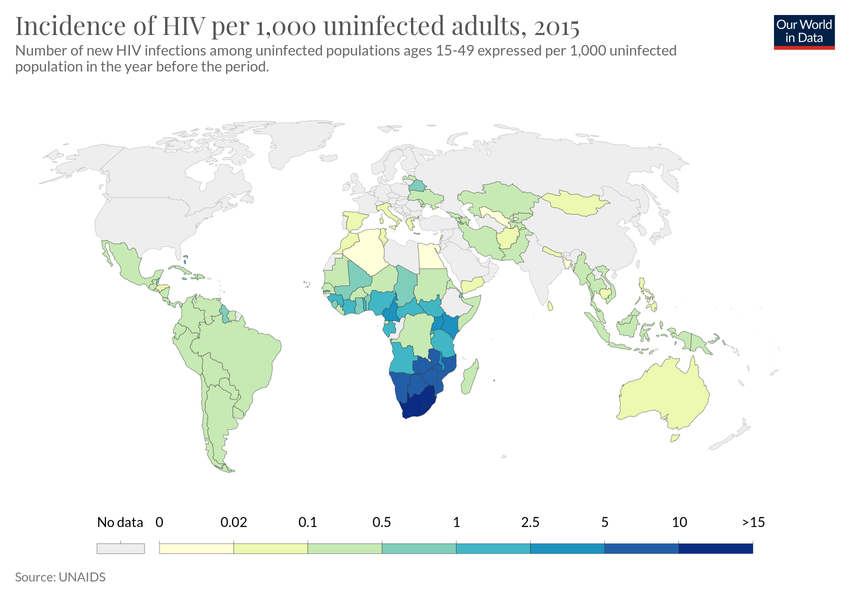 Incidence of HIV per 1,000 uninfected adults, 2015
Our World
in Data
Number of new HIV infections among uninfected populations ages 15-49 expressed per 1,000 uninfected
population in the year before the period.
No data 0 0.02 0.1 0.5 1 2.5 5 10 >15
Source: UNAIDS